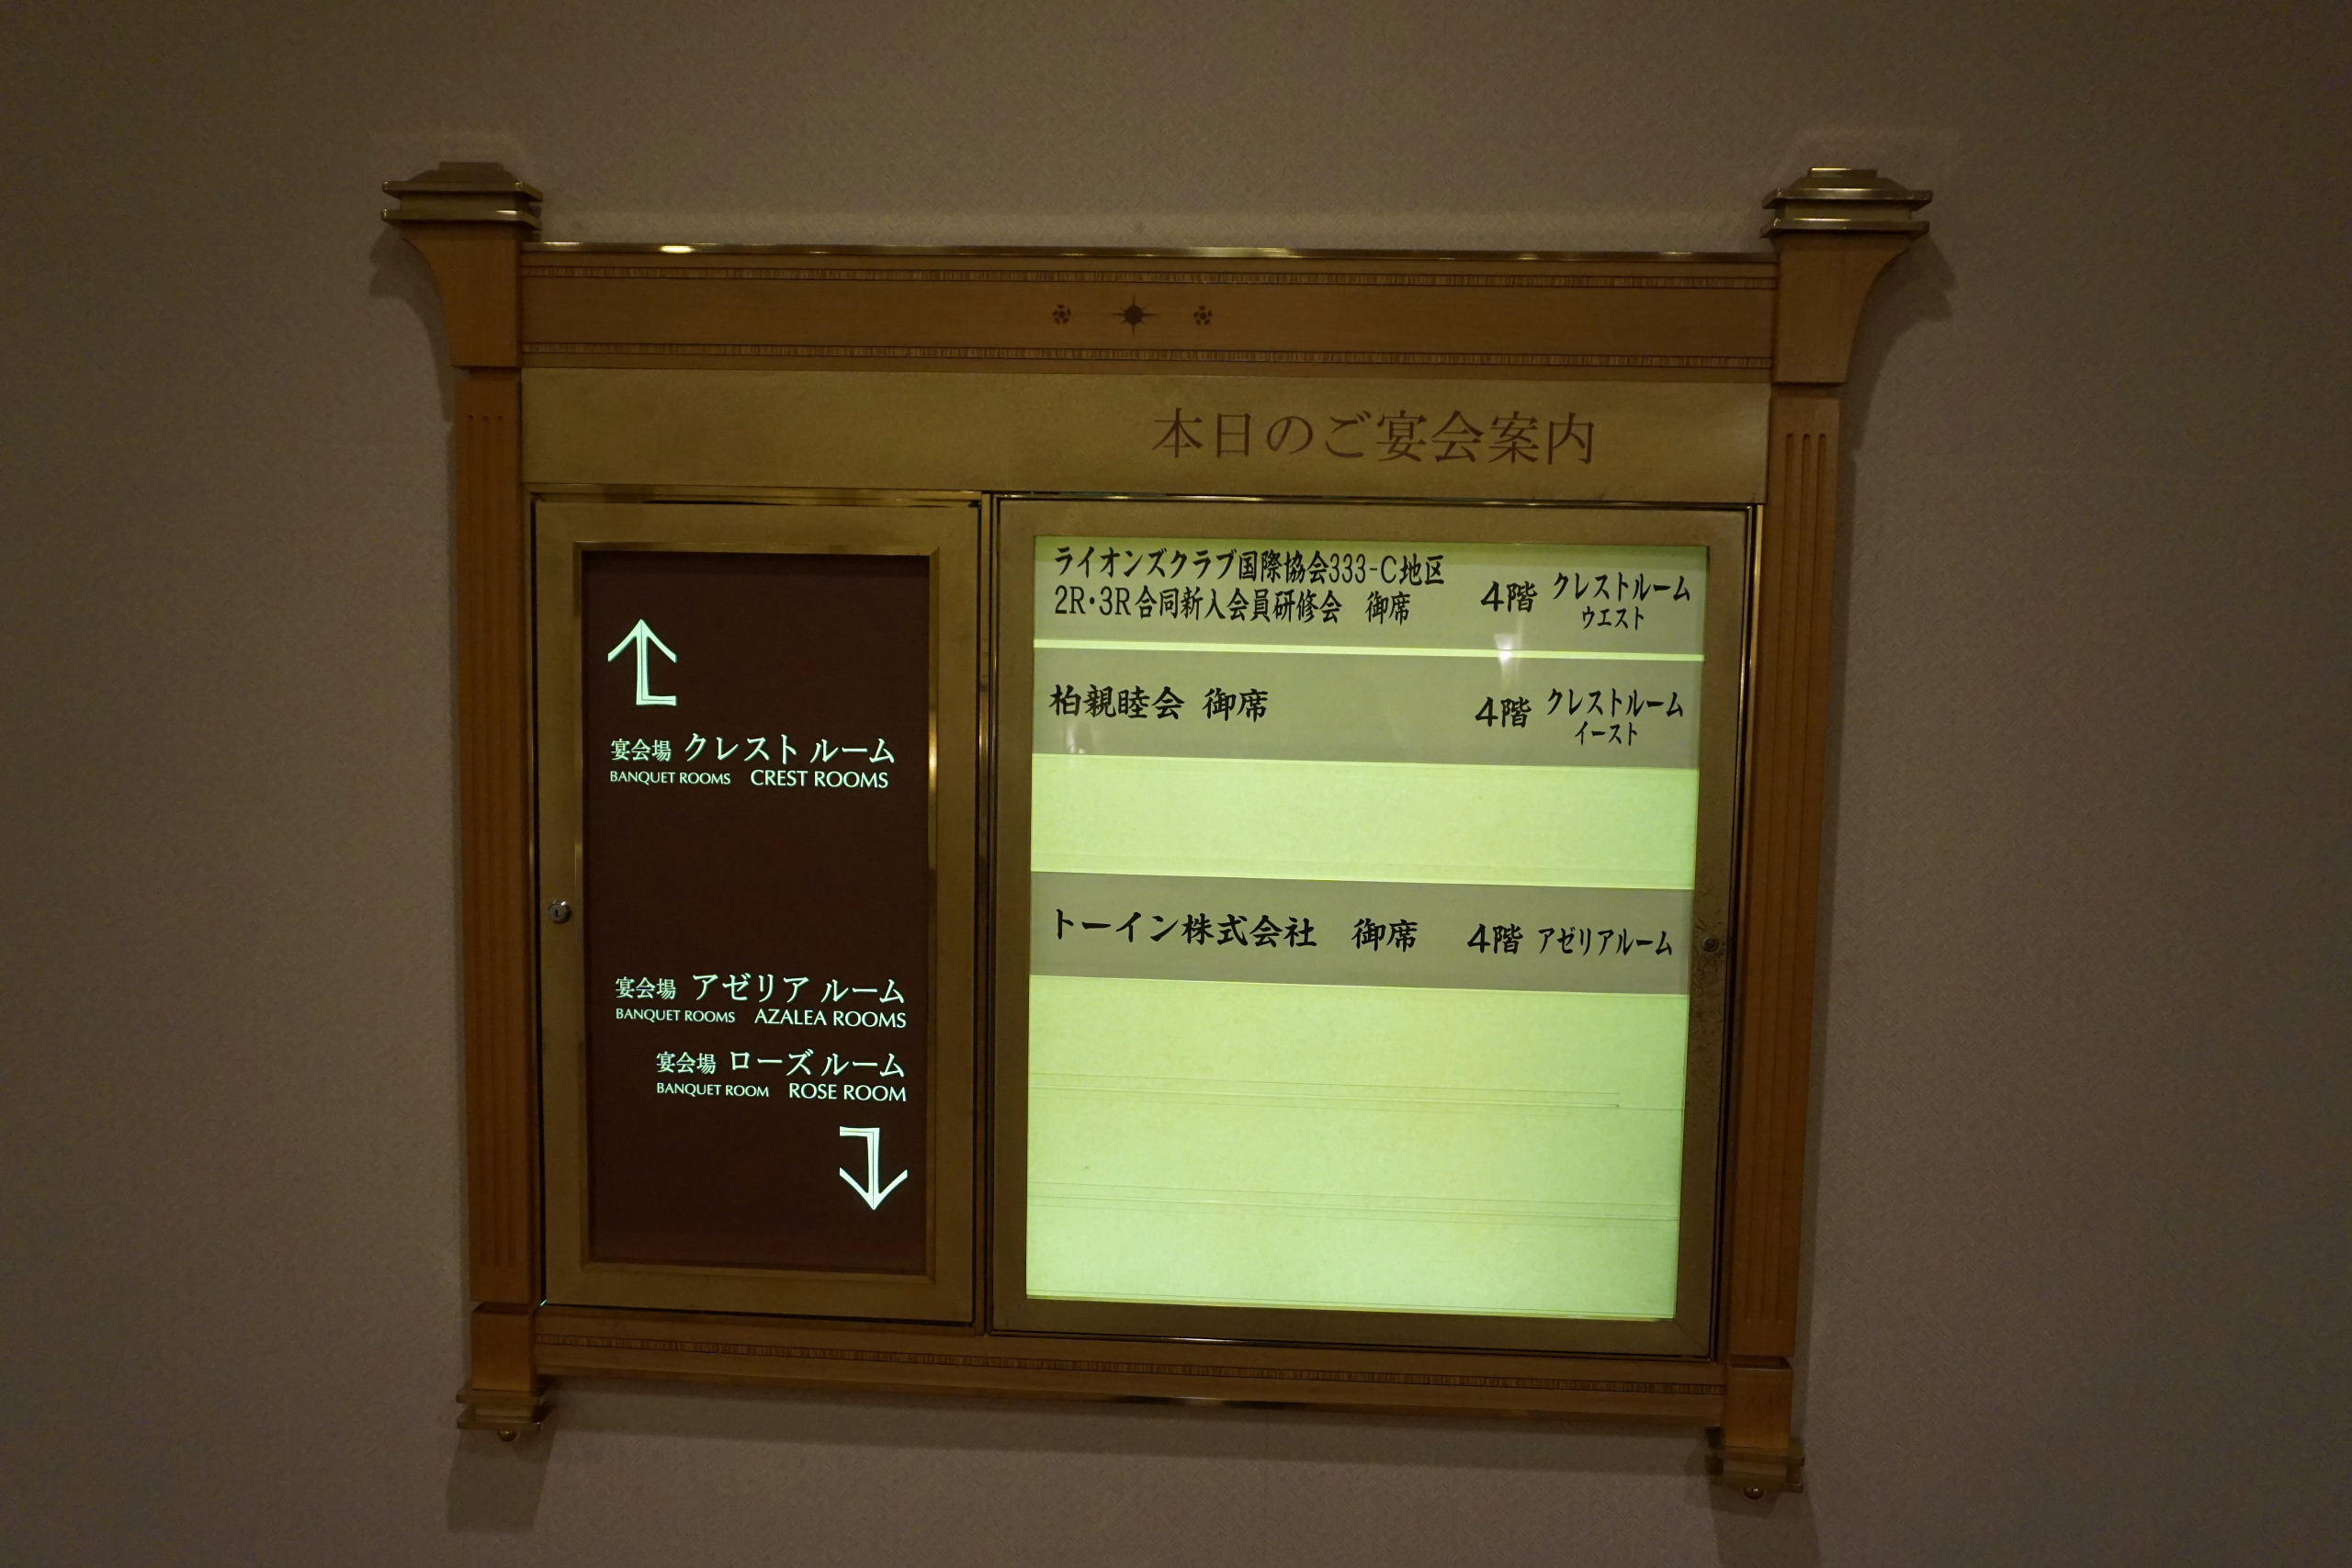 本日のご宴会案内
宴会場 クレスト ルーム
BANQUET ROOMS CREST ROOMS
宴会場 アゼリア ルーム
BANQUET ROOMS AZALEA ROOMS
宴会場 ローズ ルーム
BANQUET ROOM ROSE ROOM
ライオンズクラブ国際協会333-C地区
2R・3R合同新入会員研修会 御席
4階 クレストルーム
ウエスト
柏親睦会 御席
4階 クレストルーム
イースト
トーイン株式会社 御席 4階 アゼリアルーム